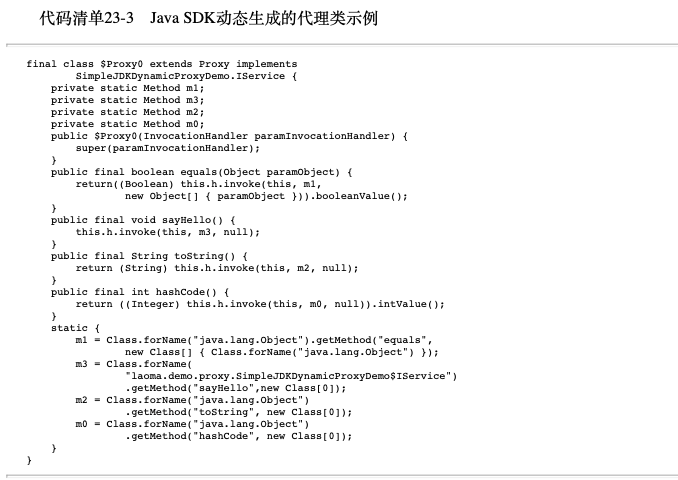 代码清单23-3 Java SDK动态生成的代理类示例
final class $Proxy0 extends Proxy implements
        SimpleJDKDynamicProxyDemo.IService {
    private static Method m1;
    private static Method m3;
    private static Method m2;
    private static Method m0;
    public $Proxy0(InvocationHandler paramInvocationHandler) {
        super(paramInvocationHandler);
    }
    public final boolean equals(Object paramObject) {
        return((Boolean) this.h.invoke(this, m1,
                new Object[] { paramObject })).booleanValue();
    }
    public final void sayHello() {
        this.h.invoke(this, m3, null);
    }
    public final String toString() {
        return (String) this.h.invoke(this, m2, null);
    }
    public final int hashCode() {
        return ((Integer) this.h.invoke(this, m0, null)).intValue();
    }
    static {
        m1 = Class.forName("java.lang.Object").getMethod("equals",
                new Class[] { Class.forName("java.lang.Object") });
        m3 = Class.forName(
                "laoma.demo.proxy.SimpleJDKDynamicProxyDemo$IService")
                .getMethod("sayHello",new Class[0]);
        m2 = Class.forName("java.lang.Object")
                .getMethod("toString", new Class[0]);
        m0 = Class.forName("java.lang.Object")
                .getMethod("hashCode", new Class[0]);
    }
}